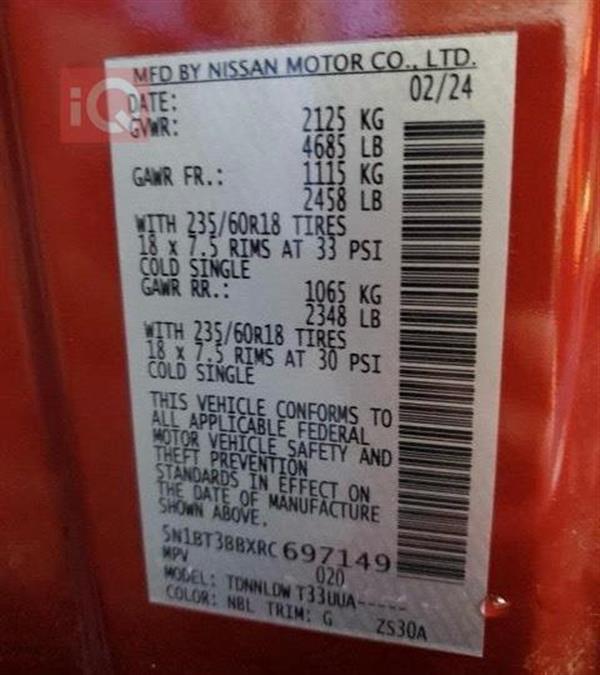 iQ
MFD BY NISSAN MOTOR CO., LTD.
DATE: 02/24
GVWR: 2125 KG
4685 LB
GAWR FR.: 1115 KG
2458 LB
WITH 235/60R18 TIRES
18 x 7.5 RIMS AT 33 PSI
COLD SINGLE
GAWR RR.: 1065 KG
2348 LB
WITH 235/60R18 TIRES
18 x 7.5 RIMS AT 30 PSI
COLD SINGLE
THIS VEHICLE CONFORMS TO
ALL APPLICABLE FEDERAL
MOTOR VEHICLE SAFETY AND
THEFT PREVENTION
STANDARDS IN EFFECT ON
THE DATE OF MANUFACTURE
SHOWN ABOVE.
5N1BT3BBXRC697149
MPV 020
MODEL: TDNNLDW T33UUA-----
COLOR: NBL TRIM: G ZS30A